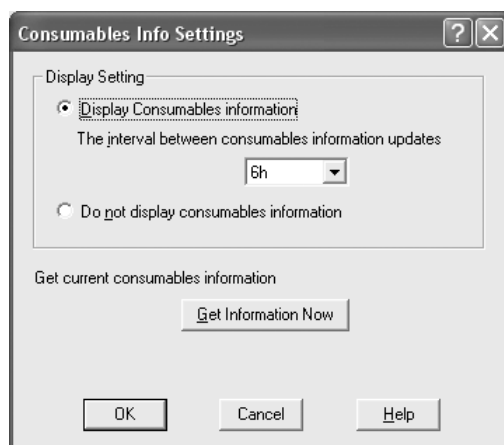 Consumables Info Settings
Display Setting
Display Consumables information
The interval between consumables information updates
6h
Do not display consumables information
Get current consumables information
Get Information Now
OK
Cancel
Help